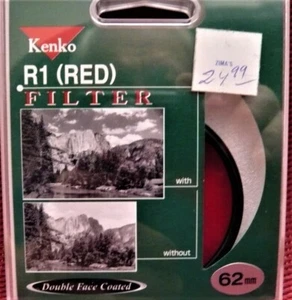 Kenko
R1 (RED)
FILTER
24.99
with
without
Double Face Coated
62mm